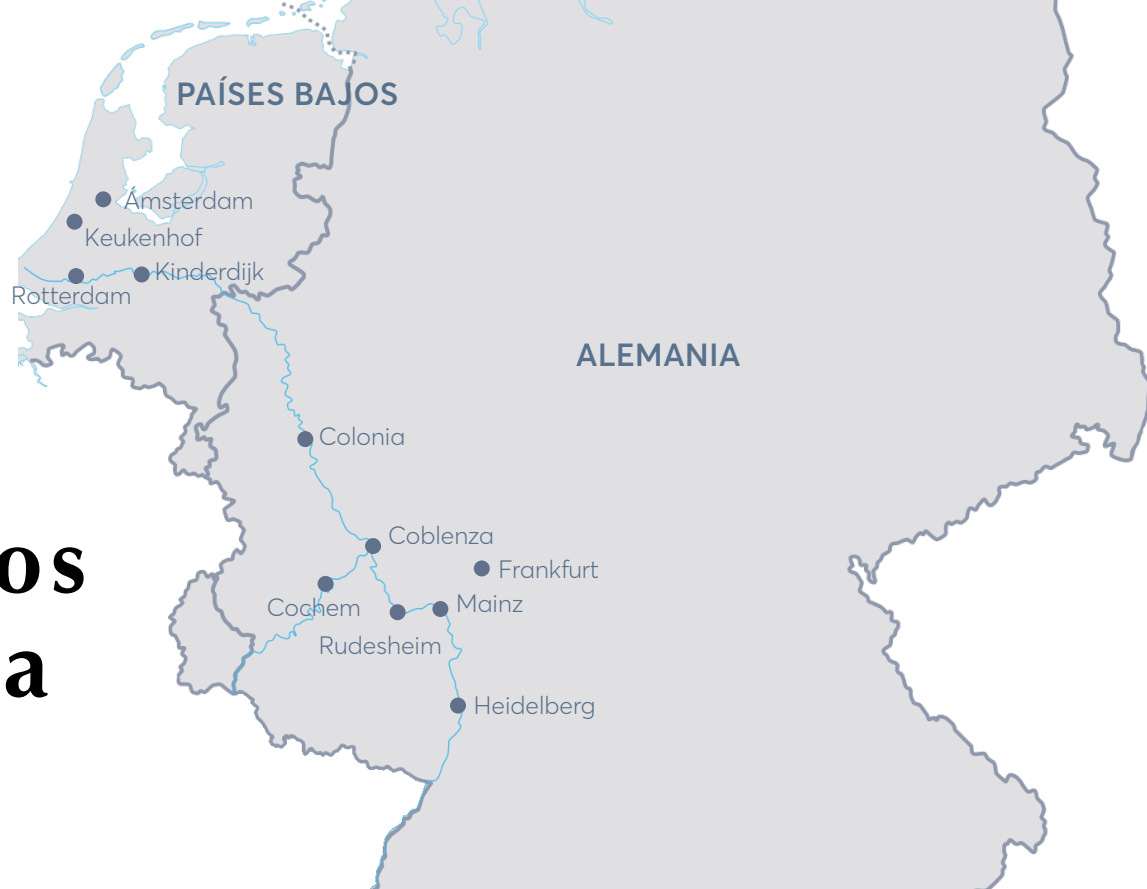 PAÍSES BAJOS
Ámsterdam
Keukenhof
Kinderdijk
Rotterdam
ALEMANIA
Colonia
Coblenza
Frankfurt
Cochem
Mainz
Rudesheim
Heidelberg
os
a